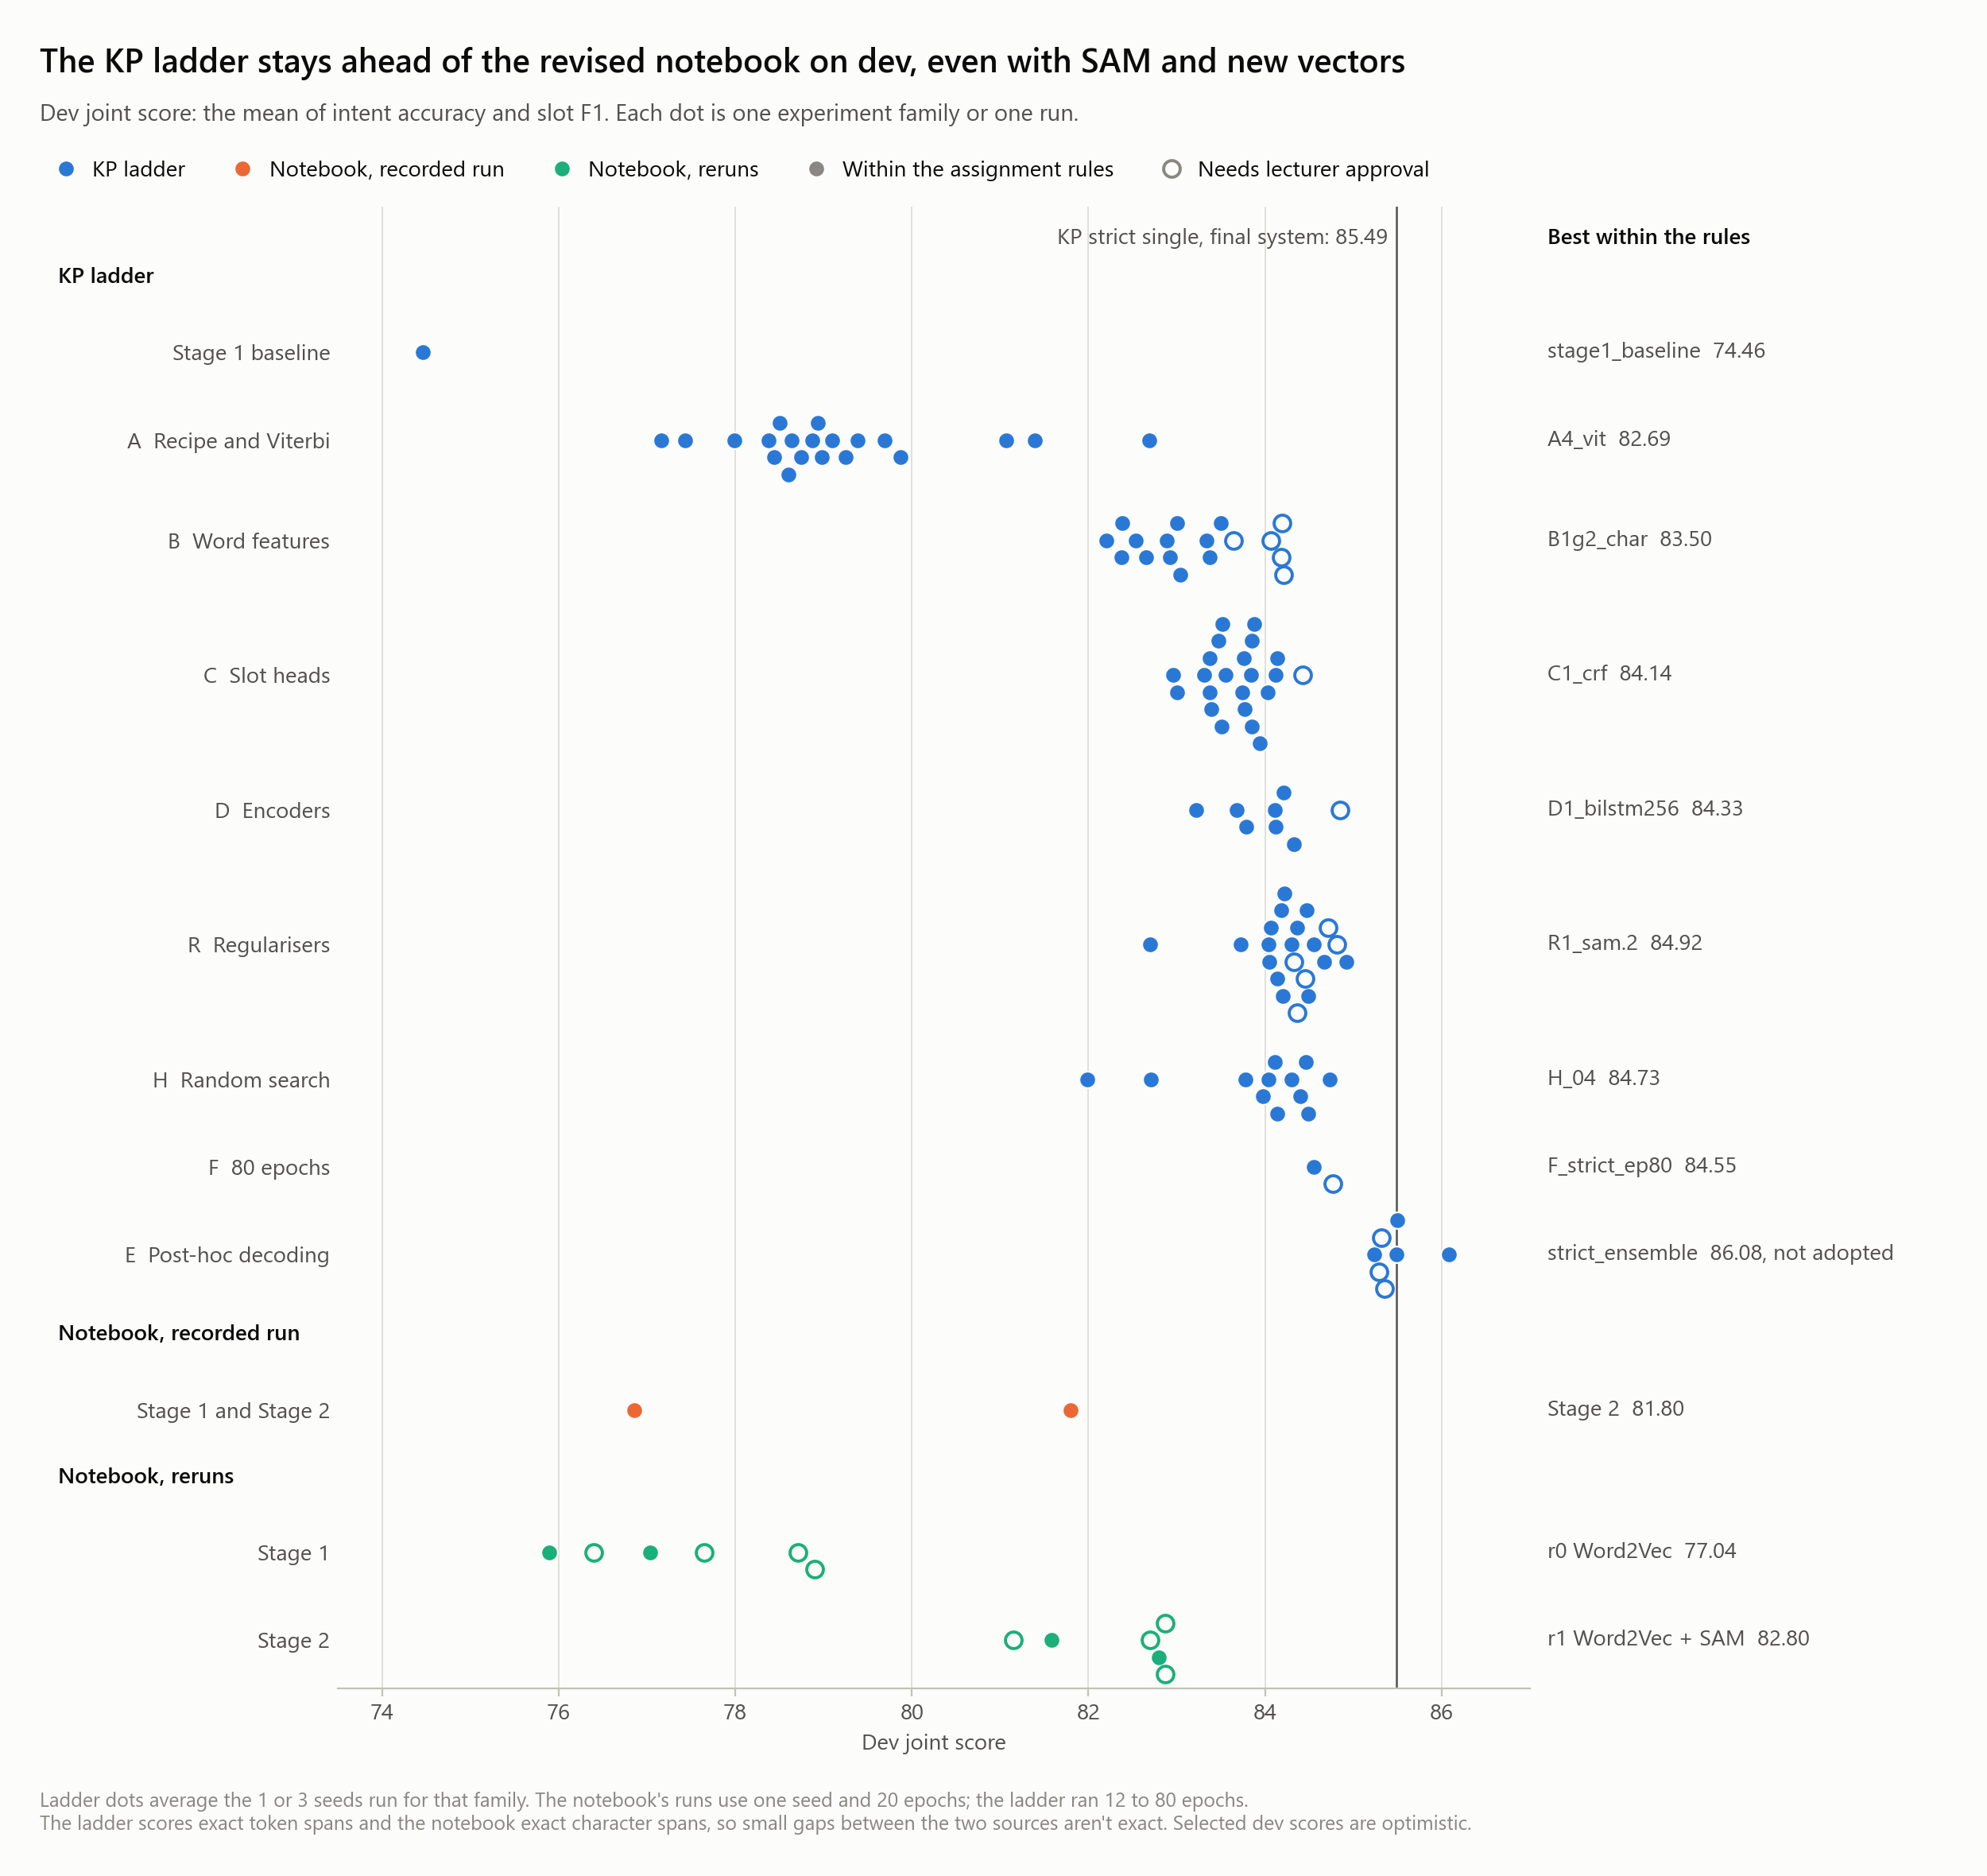 The KP ladder stays ahead of the revised notebook on dev, even with SAM and new vectors
Dev joint score: the mean of intent accuracy and slot F1. Each dot is one experiment family or one run.
KP ladder
Notebook, recorded run
Notebook, reruns
Within the assignment rules
Needs lecturer approval
KP strict single, final system: 85.49
Best within the rules
KP ladder
Stage 1 baseline
stage1_baseline 74.46
A Recipe and Viterbi
A4_vit 82.69
B Word features
B1g2_char 83.50
C Slot heads
C1_crf 84.14
D Encoders
D1_bilstm256 84.33
R Regularisers
R1_sam.2 84.92
H Random search
H_04 84.73
F 80 epochs
F_strict_ep80 84.55
E Post-hoc decoding
strict_ensemble 86.08, not adopted
Notebook, recorded run
Stage 1 and Stage 2
Stage 2 81.80
Notebook, reruns
Stage 1
r0 Word2Vec 77.04
Stage 2
r1 Word2Vec + SAM 82.80
74 76 78 80 82 84 86
Dev joint score
Ladder dots average the 1 or 3 seeds run for that family. The notebook's runs use one seed and 20 epochs; the ladder ran 12 to 80 epochs.
The ladder scores exact token spans and the notebook exact character spans, so small gaps between the two sources aren't exact. Selected dev scores are optimistic.